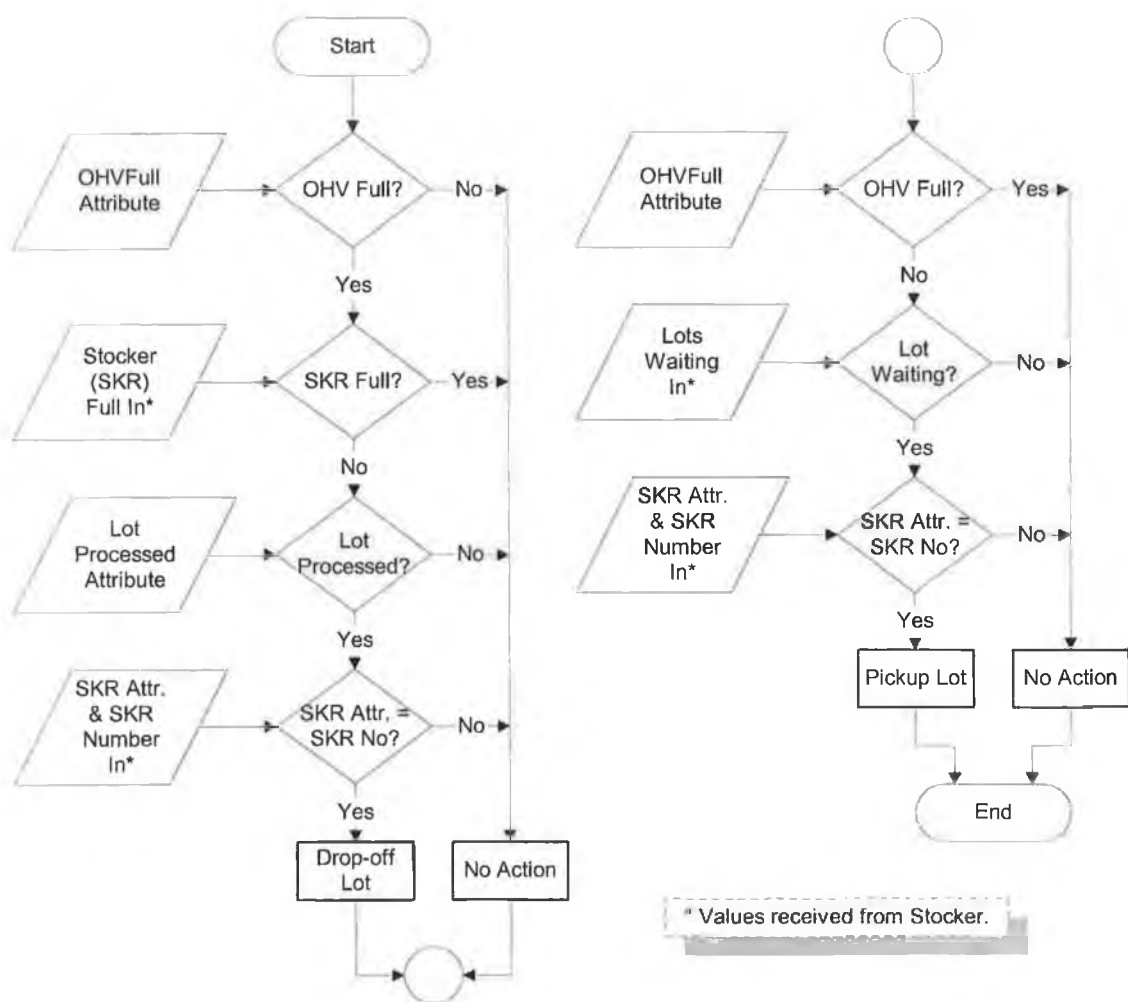 Start
OHVFull
Attribute
OHV Full?
No
Yes
Stocker
(SKR)
Full In*
SKR Full?
Yes
No
Lot
Processed
Attribute
Lot
Processed?
No
Yes
SKR Attr.
& SKR
Number
In*
SKR Attr. =
SKR No?
No
Yes
Drop-off
Lot
No Action
OHVFull
Attribute
OHV Full?
Yes
No
Lots
Waiting
In*
Lot
Waiting?
No
Yes
SKR Attr.
& SKR
Number
In*
SKR Attr. =
SKR No?
No
Yes
Pickup Lot
No Action
End
* Values received from Stocker.